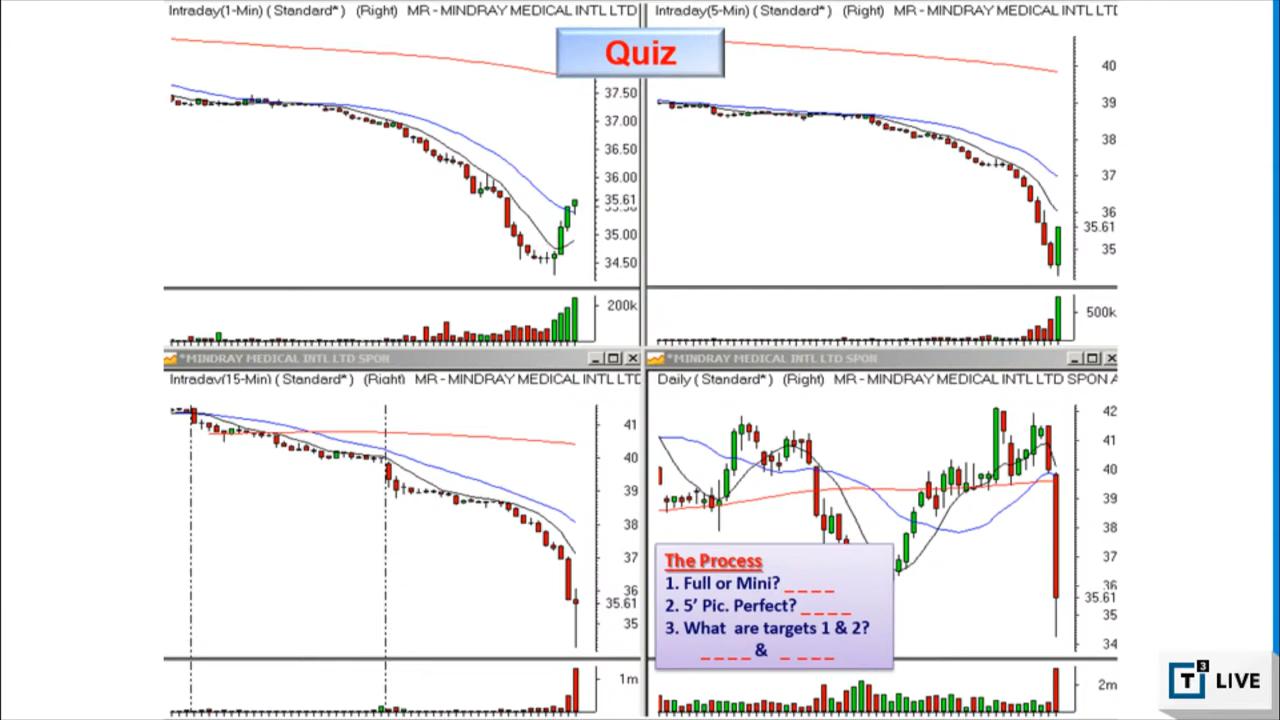 Intraday(1-Min) (Standard*) (Right) MR - MINDRAY MEDICAL INTL LTD
Intraday(5-Min) (Standard*) (Right) MR - MINDRAY MEDICAL INTL LTD
Quiz
37.50
37.00
36.50
36.00
35.61
35.00
34.50
200k
40
39
38
37
36
35.61
35
500k
*MINDRAY MEDICAL INTL LTD SPON
*MINDRAY MEDICAL INTL LTD SPON
Intraday(15-Min) (Standard*) (Right) MR - MINDRAY MEDICAL INTL LTD
Daily (Standard*) (Right) MR - MINDRAY MEDICAL INTL LTD SPON A
41
40
39
38
37
36
35.61
35
1m
42
41
40
39
38
37
36
35.61
35
34
2m
The Process
1. Full or Mini? _ _ _ _
2. 5' Pic. Perfect? _ _ _ _
3. What are targets 1 & 2?
_ _ _ _ & _ _ _ _
T3 LIVE